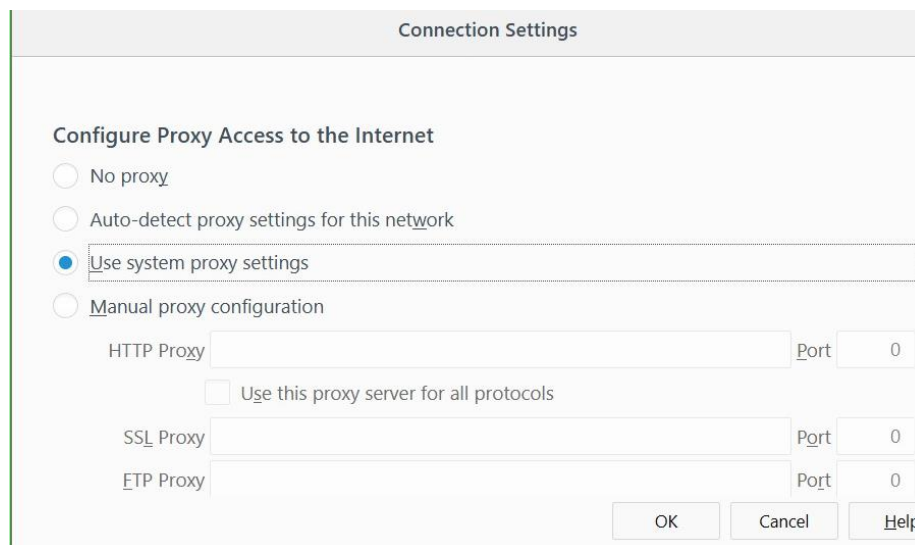 Connection Settings
Configure Proxy Access to the Internet
No proxy
Auto-detect proxy settings for this network
Use system proxy settings
Manual proxy configuration
HTTP Proxy Port 0
Use this proxy server for all protocols
SSL Proxy Port 0
FTP Proxy Port 0
OK Cancel Help